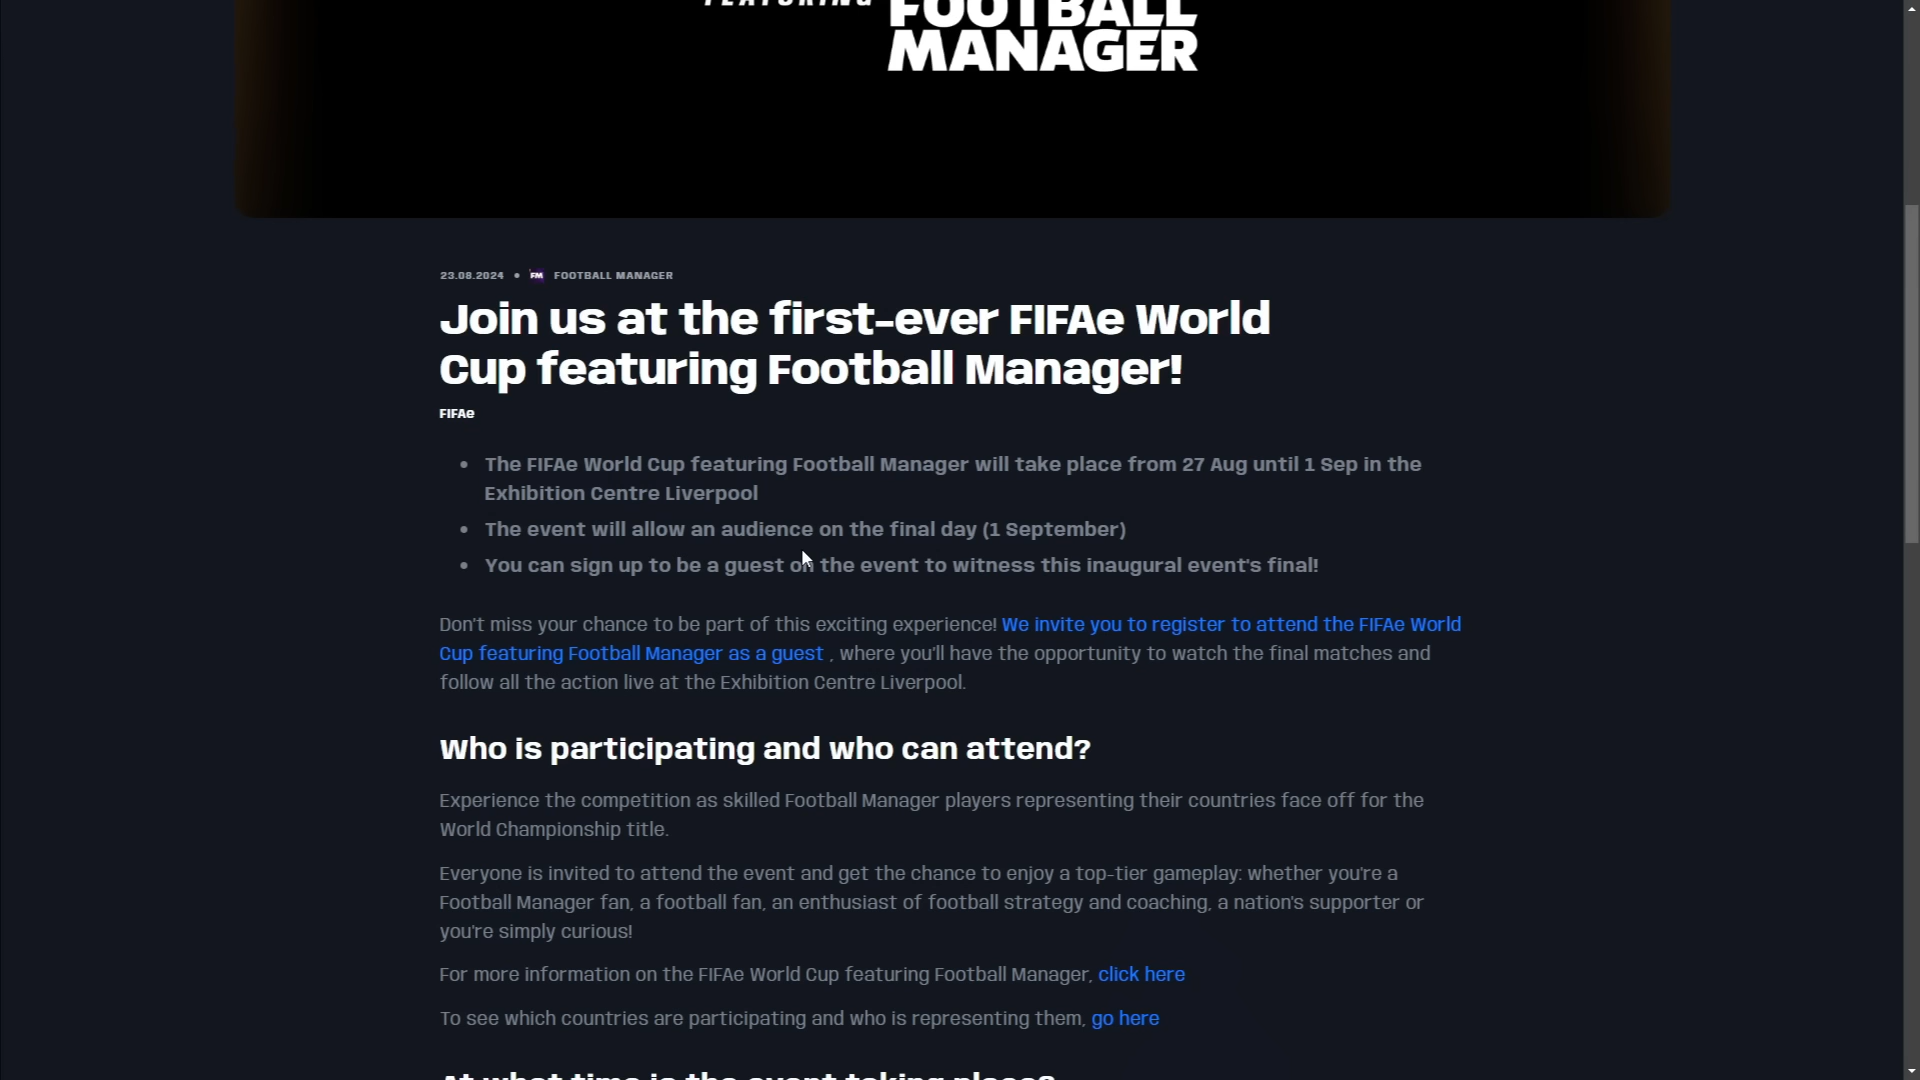 FEATURING FOOTBALL
MANAGER
23.08.2024 • FM FOOTBALL MANAGER
Join us at the first-ever FIFAe World
Cup featuring Football Manager!
FIFAe
• The FIFAe World Cup featuring Football Manager will take place from 27 Aug until 1 Sep in the
Exhibition Centre Liverpool
• The event will allow an audience on the final day (1 September)
• You can sign up to be a guest on the event to witness this inaugural event's final!
Don't miss your chance to be part of this exciting experience! We invite you to register to attend the FIFAe World
Cup featuring Football Manager as a guest , where you'll have the opportunity to watch the final matches and
follow all the action live at the Exhibition Centre Liverpool.
Who is participating and who can attend?
Experience the competition as skilled Football Manager players representing their countries face off for the
World Championship title.
Everyone is invited to attend the event and get the chance to enjoy a top-tier gameplay: whether you're a
Football Manager fan, a football fan, an enthusiast of football strategy and coaching, a nation's supporter or
you're simply curious!
For more information on the FIFAe World Cup featuring Football Manager, click here
To see which countries are participating and who is representing them, go here
At what time is the event taking place?